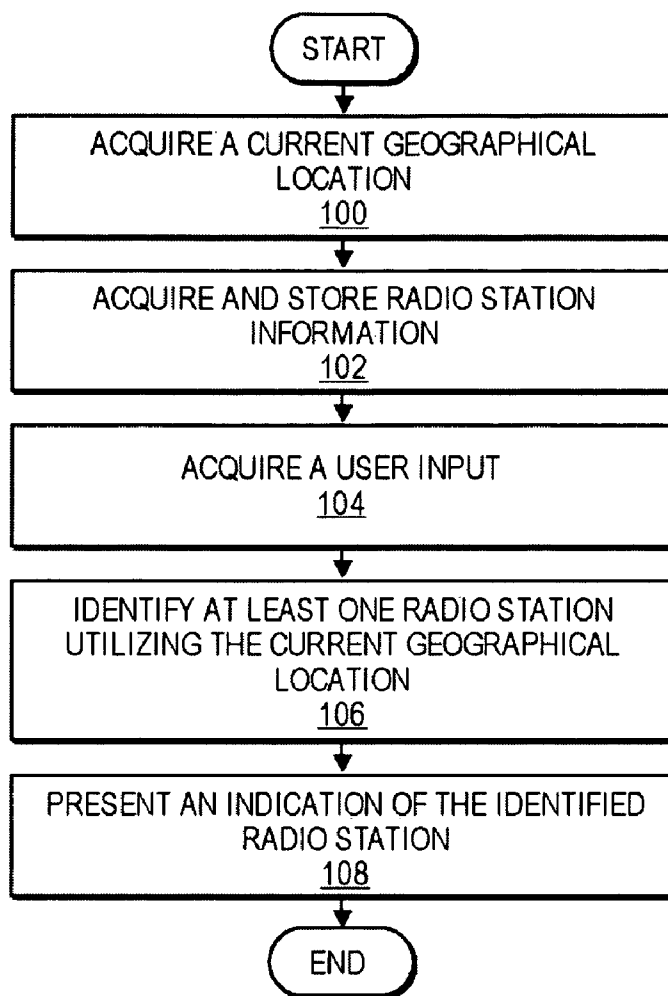 START
ACQUIRE A CURRENT GEOGRAPHICAL
LOCATION
100
ACQUIRE AND STORE RADIO STATION
INFORMATION
102
ACQUIRE A USER INPUT
104
IDENTIFY AT LEAST ONE RADIO STATION
UTILIZING THE CURRENT GEOGRAPHICAL
LOCATION
106
PRESENT AN INDICATION OF THE IDENTIFIED
RADIO STATION
108
END